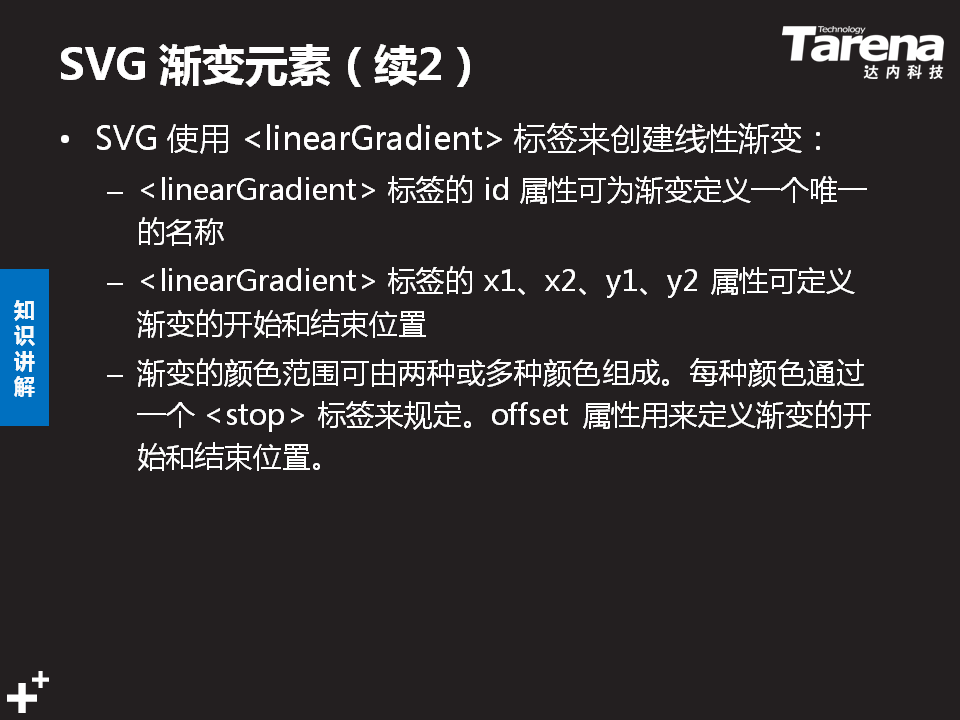 SVG 渐变元素（续2）
Technology
Tarena
达内科技
• SVG 使用 <linearGradient> 标签来创建线性渐变：
– <linearGradient> 标签的 id 属性可为渐变定义一个唯一
的名称
– <linearGradient> 标签的 x1、x2、y1、y2 属性可定义
渐变的开始和结束位置
– 渐变的颜色范围可由两种或多种颜色组成。每种颜色通过
一个 <stop> 标签来规定。offset 属性用来定义渐变的开
始和结束位置。
知
识
讲
解